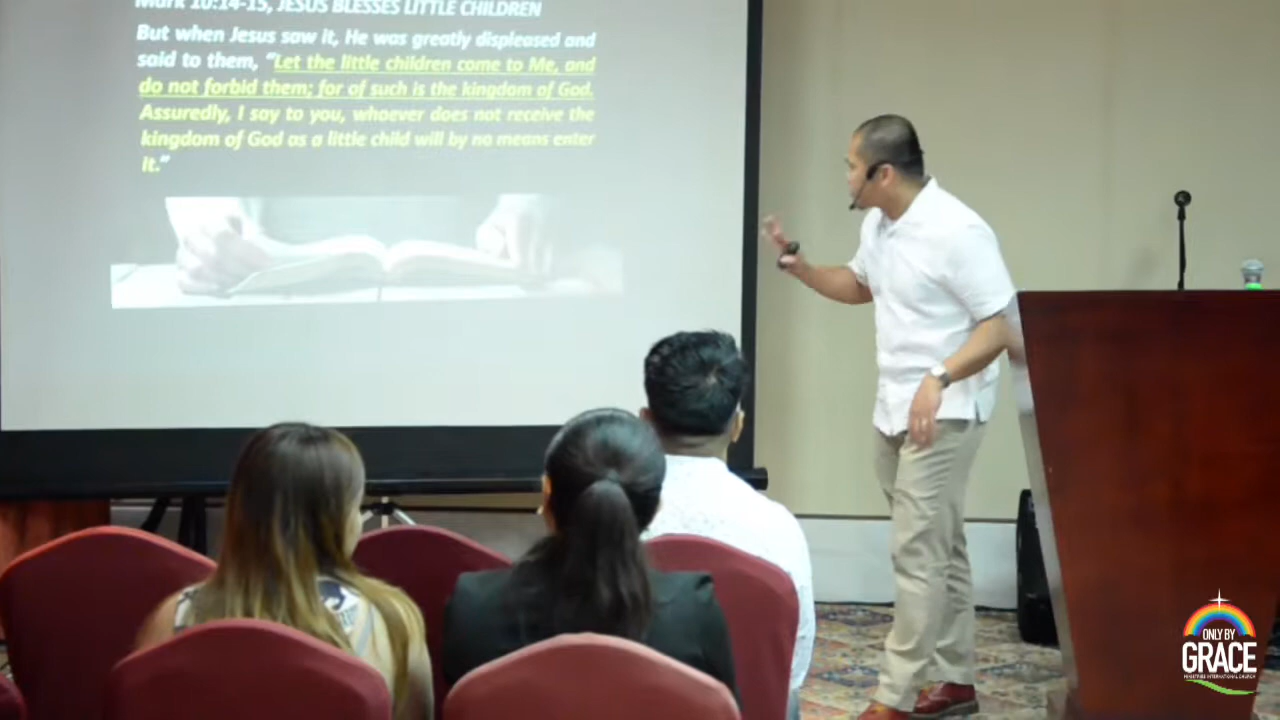 Mark 10:14-15, JESUS BLESSES LITTLE CHILDREN
But when Jesus saw it, He was greatly displeased and
said to them, "Let the little children come to Me, and
do not forbid them; for of such is the kingdom of God.
Assuredly, I say to you, whoever does not receive the
kingdom of God as a little child will by no means enter
it."
ONLY BY
GRACE
MINISTRIES INTERNATIONAL CHURCH